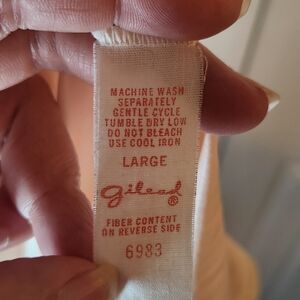 MACHINE WASH
SEPARATELY
GENTLE CYCLE
TUMBLE DRY LOW
DO NOT BLEACH
USE COOL IRON
LARGE
gilead®
FIBER CONTENT
ON REVERSE SIDE
6983